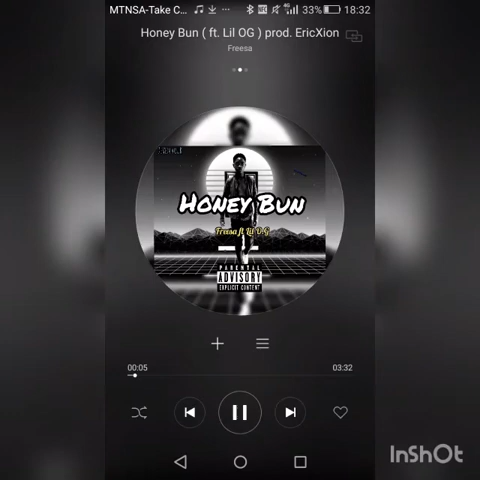 MTNSA-Take C... ... 4G 33% 18:32
Honey Bun ( ft. Lil OG ) prod. EricXion
Freesa
HONEY BUN
Freesa ft Lil O.G
PARENTAL
ADVISORY
EXPLICIT CONTENT
00:05 03:32
InShOt